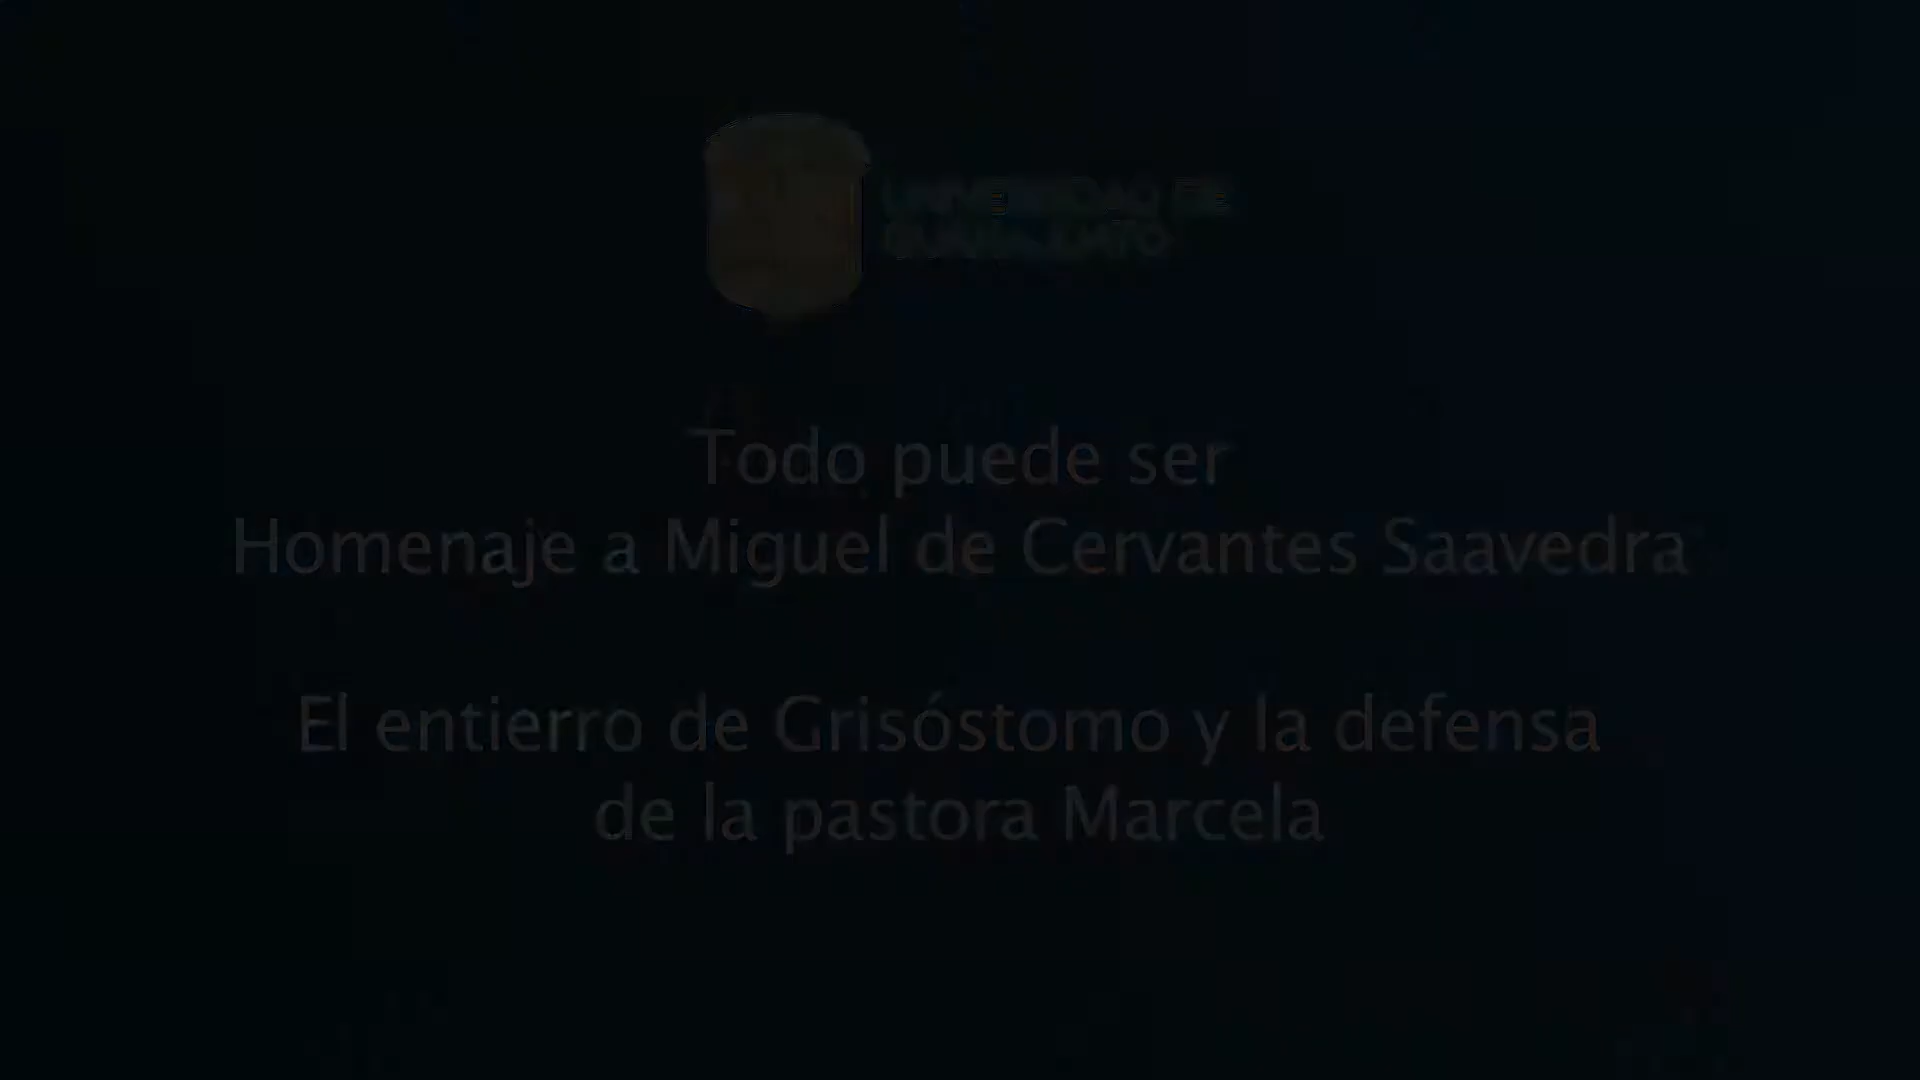 UNIVERSIDAD DE
GUANAJUATO
Todo puede ser
Homenaje a Miguel de Cervantes Saavedra
El entierro de Grisóstomo y la defensa
de la pastora Marcela